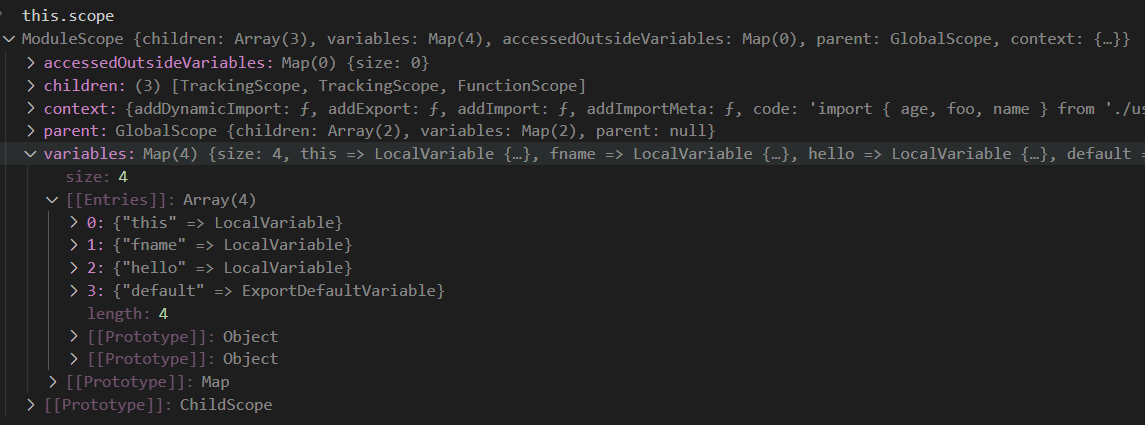 this.scope
ModuleScope {children: Array(3), variables: Map(4), accessedOutsideVariables: Map(0), parent: GlobalScope, context: {…}}
accessedOutsideVariables: Map(0) {size: 0}
children: (3) [TrackingScope, TrackingScope, FunctionScope]
context: {addDynamicImport: ƒ, addExport: ƒ, addImport: ƒ, addImportMeta: ƒ, code: 'import { age, foo, name } from './us
parent: GlobalScope {children: Array(2), variables: Map(2), parent: null}
variables: Map(4) {size: 4, this => LocalVariable {…}, fname => LocalVariable {…}, hello => LocalVariable {…}, default =
size: 4
[[Entries]]: Array(4)
0: {"this" => LocalVariable}
1: {"fname" => LocalVariable}
2: {"hello" => LocalVariable}
3: {"default" => ExportDefaultVariable}
length: 4
[[Prototype]]: Object
[[Prototype]]: Object
[[Prototype]]: Map
[[Prototype]]: ChildScope